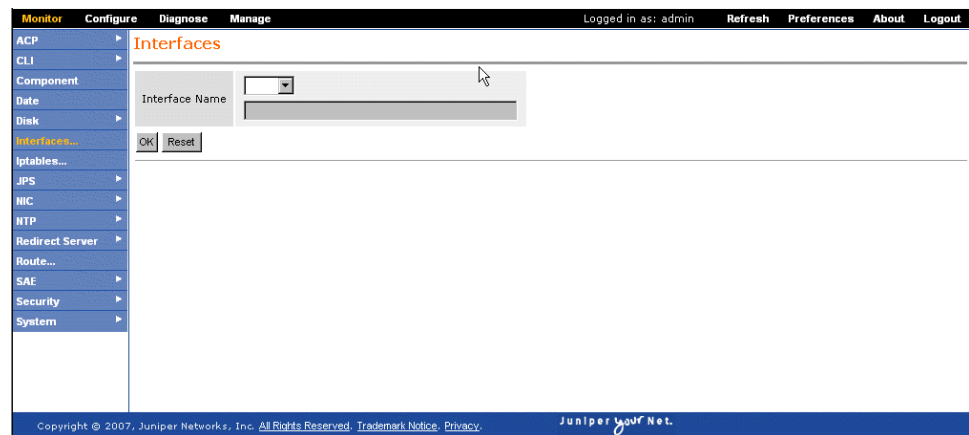 Monitor Configure Diagnose Manage Logged in as: admin Refresh Preferences About Logout
ACP
CLI
Component
Date
Disk
Interfaces...
Iptables...
JPS
NIC
NTP
Redirect Server
Route...
SAE
Security
System
Interfaces
Interface Name
OK Reset
Copyright © 2007, Juniper Networks, Inc. All Rights Reserved. Trademark Notice. Privacy.
Juniper your Net.